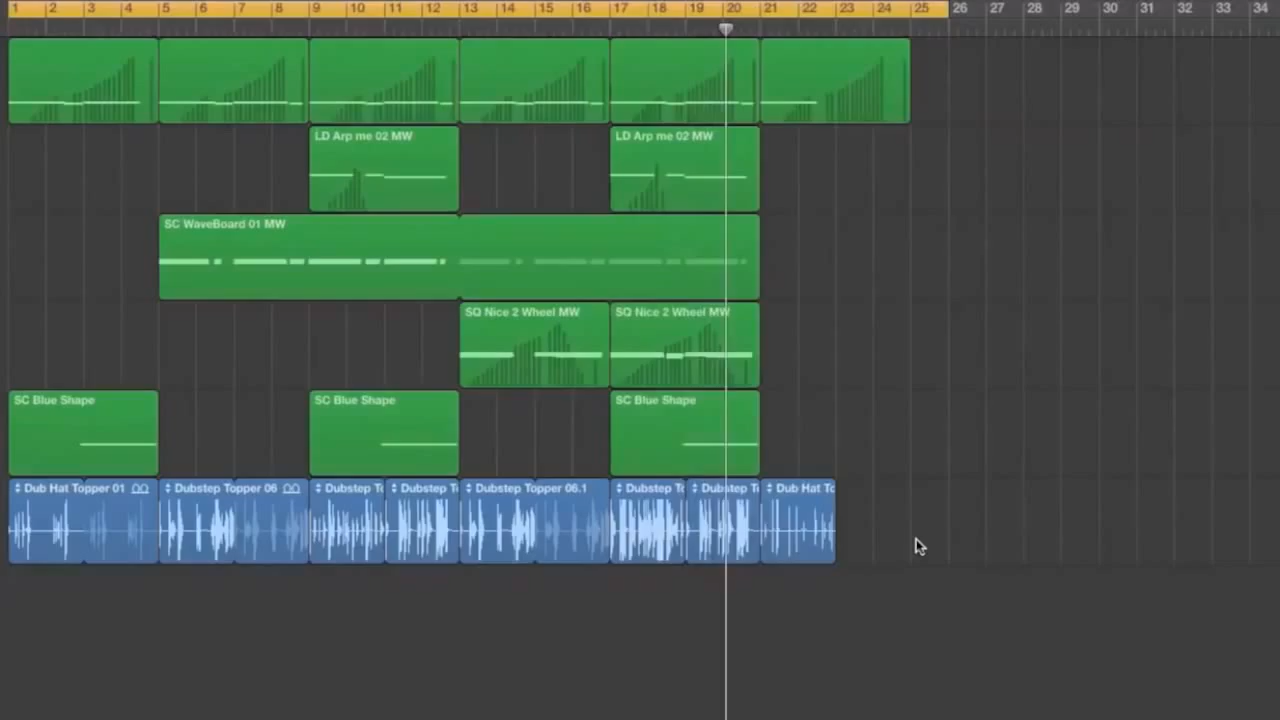 1 2 3 4 5 6 7 8 9 10 11 12 13 14 15 16 17 18 19 20 21 22 23 24 25 26 27 28 29 30 31 32 33 34
LD Arp me 02 MW LD Arp me 02 MW
SC WaveBoard 01 MW
SQ Nice 2 Wheel MW SQ Nice 2 Wheel MW
SC Blue Shape SC Blue Shape SC Blue Shape
Dub Hat Topper 01 Dubstep Topper 06 Dubstep T Dubstep T Dubstep Topper 06.1 Dubstep To Dubstep T Dub Hat To